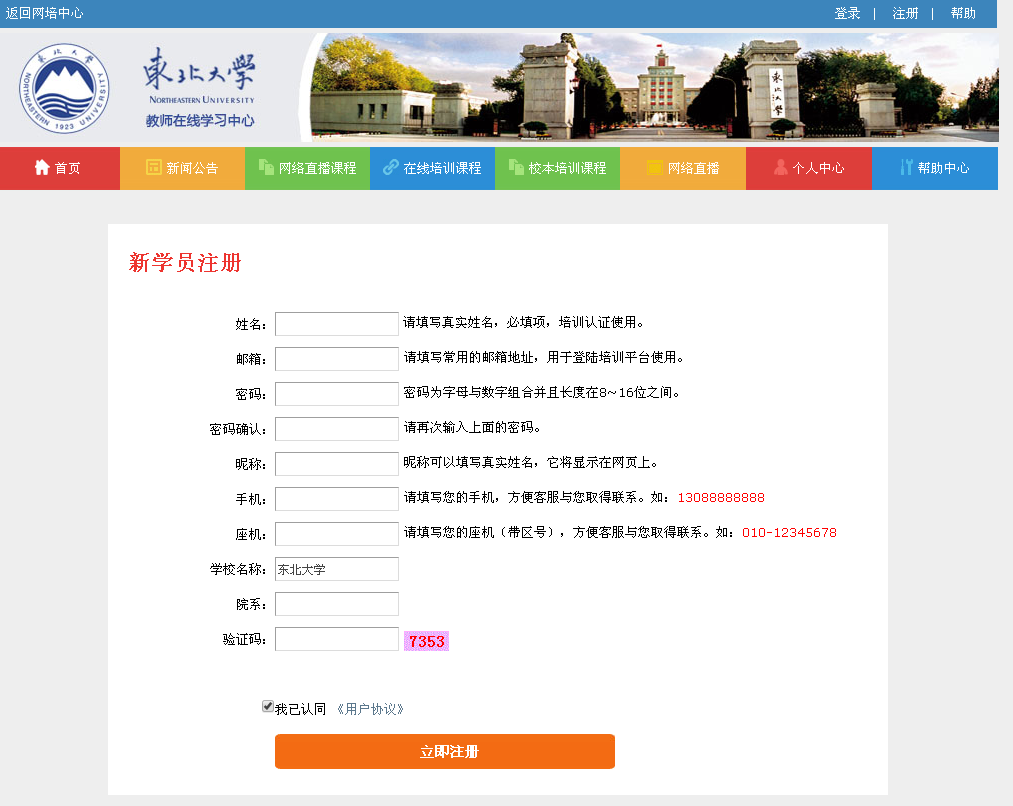 返回网培中心
登录 | 注册 | 帮助
东北大学
NORTHEASTERN UNIVERSITY
教师在线学习中心
东北大学
NORTHEASTERN UNIVERSITY
1923
首页 新闻公告 网络直播课程 在线培训课程 校本培训课程 网络直播 个人中心 帮助中心
新学员注册
姓名： 请填写真实姓名，必填项，培训认证使用。
邮箱： 请填写常用的邮箱地址，用于登陆培训平台使用。
密码： 密码为字母与数字组合并且长度在8～16位之间。
密码确认： 请再次输入上面的密码。
昵称： 昵称可以填写真实姓名，它将显示在网页上。
手机： 请填写您的手机，方便客服与您取得联系。如：13088888888
座机： 请填写您的座机（带区号），方便客服与您取得联系。如：010-12345678
学校名称： 东北大学
院系：
验证码： 7353
我已认同 《用户协议》
立即注册